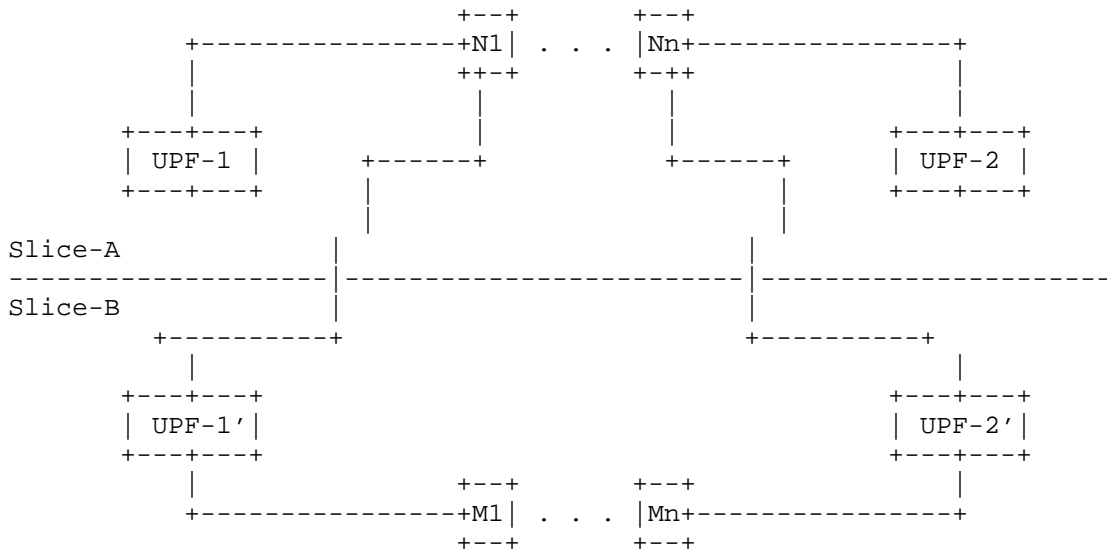 N1 . . . Nn
UPF-1 UPF-2
Slice-A
Slice-B
UPF-1’ UPF-2’
M1 . . . Mn